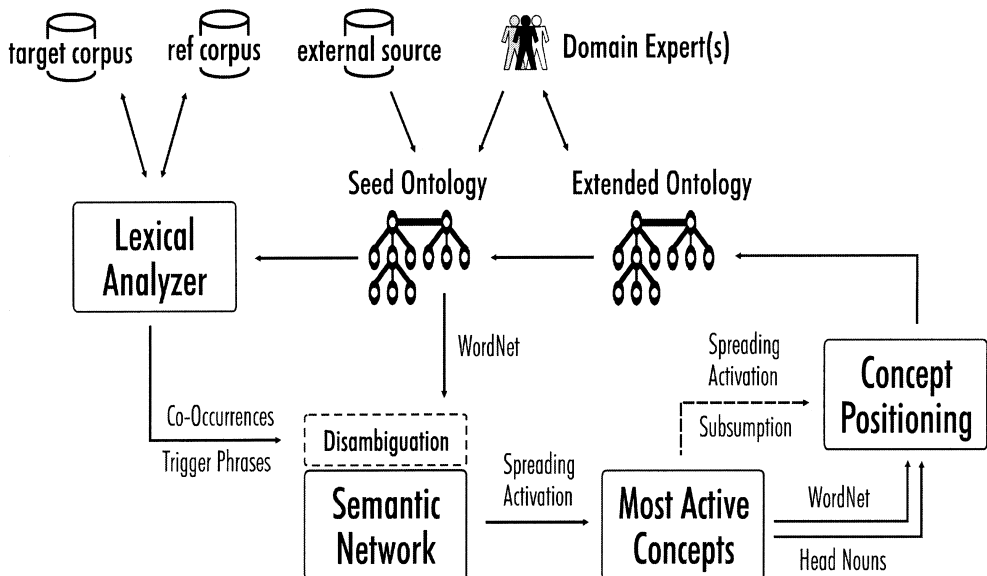 target corpus
ref corpus
external source
Domain Expert(s)
Seed Ontology
Extended Ontology
Lexical
Analyzer
WordNet
Spreading
Activation
Subsumption
Concept
Positioning
Co-Occurrences
Trigger Phrases
Disambiguation
Semantic
Network
Spreading
Activation
Most Active
Concepts
WordNet
Head Nouns